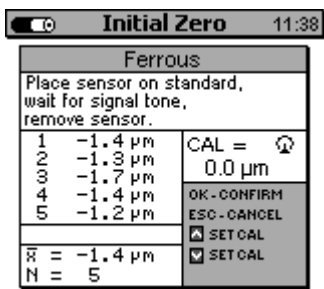 Initial Zero 11:38
Ferrous
Place sensor on standard,
wait for signal tone,
remove sensor.
1 -1.4 µm
2 -1.3 µm
3 -1.7 µm
4 -1.4 µm
5 -1.2 µm
x̅ = -1.4 µm
N = 5
CAL =
0.0 µm
OK-CONFIRM
ESC-CANCEL
SET CAL
SET CAL